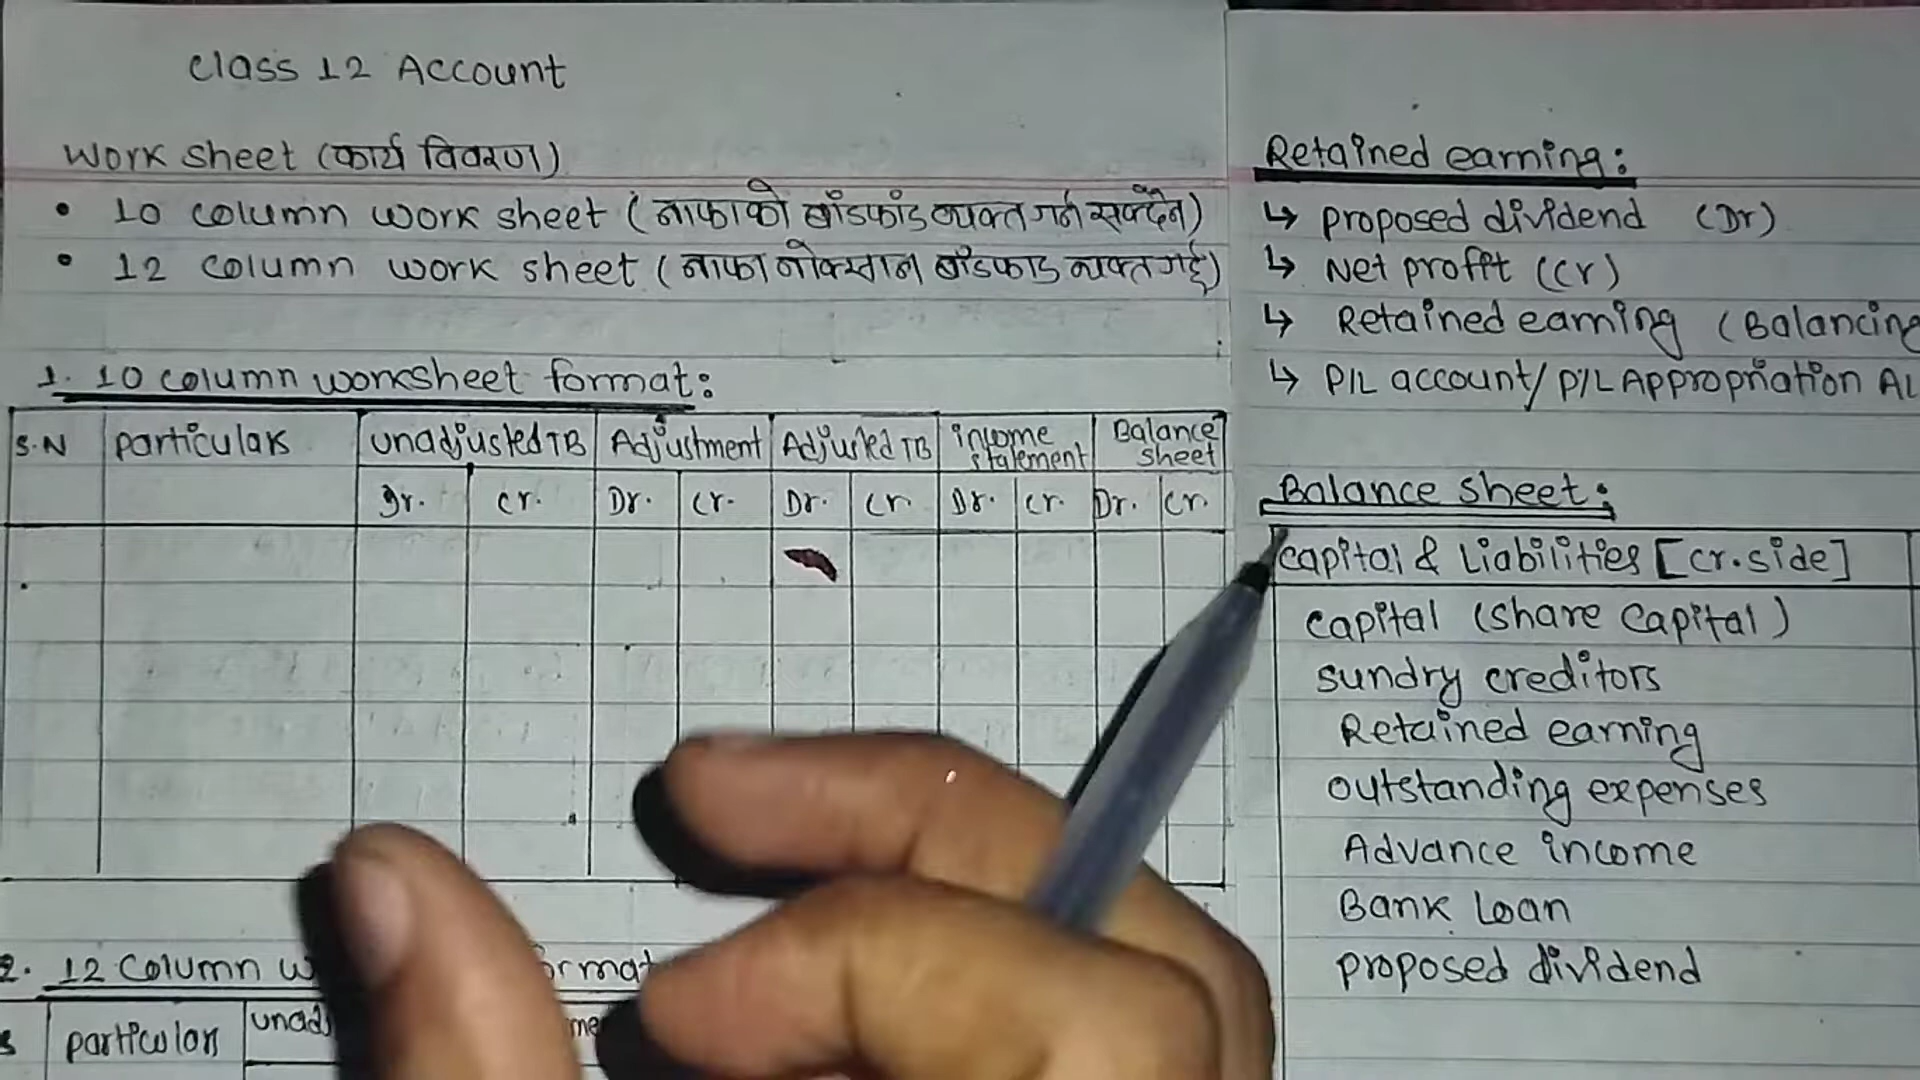 Class 12 Account
Work sheet (कार्य विवरण)
• 10 column work sheet (नाफाको बाँडफाँड व्यक्त गर्न सक्दैन)
• 12 column work sheet (नाफा नोक्सान बाँडफाड व्यक्त गर्ई)
1. 10 column worksheet format:
S.N particulars unadjusted TB Adjustment Adjusted TB income statement Balance sheet
Dr. Cr. Dr. Cr. Dr. Cr. Dr. Cr. Dr. Cr.
2. 12 column
particulars
Retained earning:
↳ proposed dividend (Dr)
↳ Net profit (Cr)
↳ Retained earning (Balancing
↳ P/L account/P/L Appropriation
Balance sheet:
capital & Liabilities [cr.side]
capital (share capital)
sundry creditors
Retained earning
outstanding expenses
Advance income
Bank Loan
proposed dividend